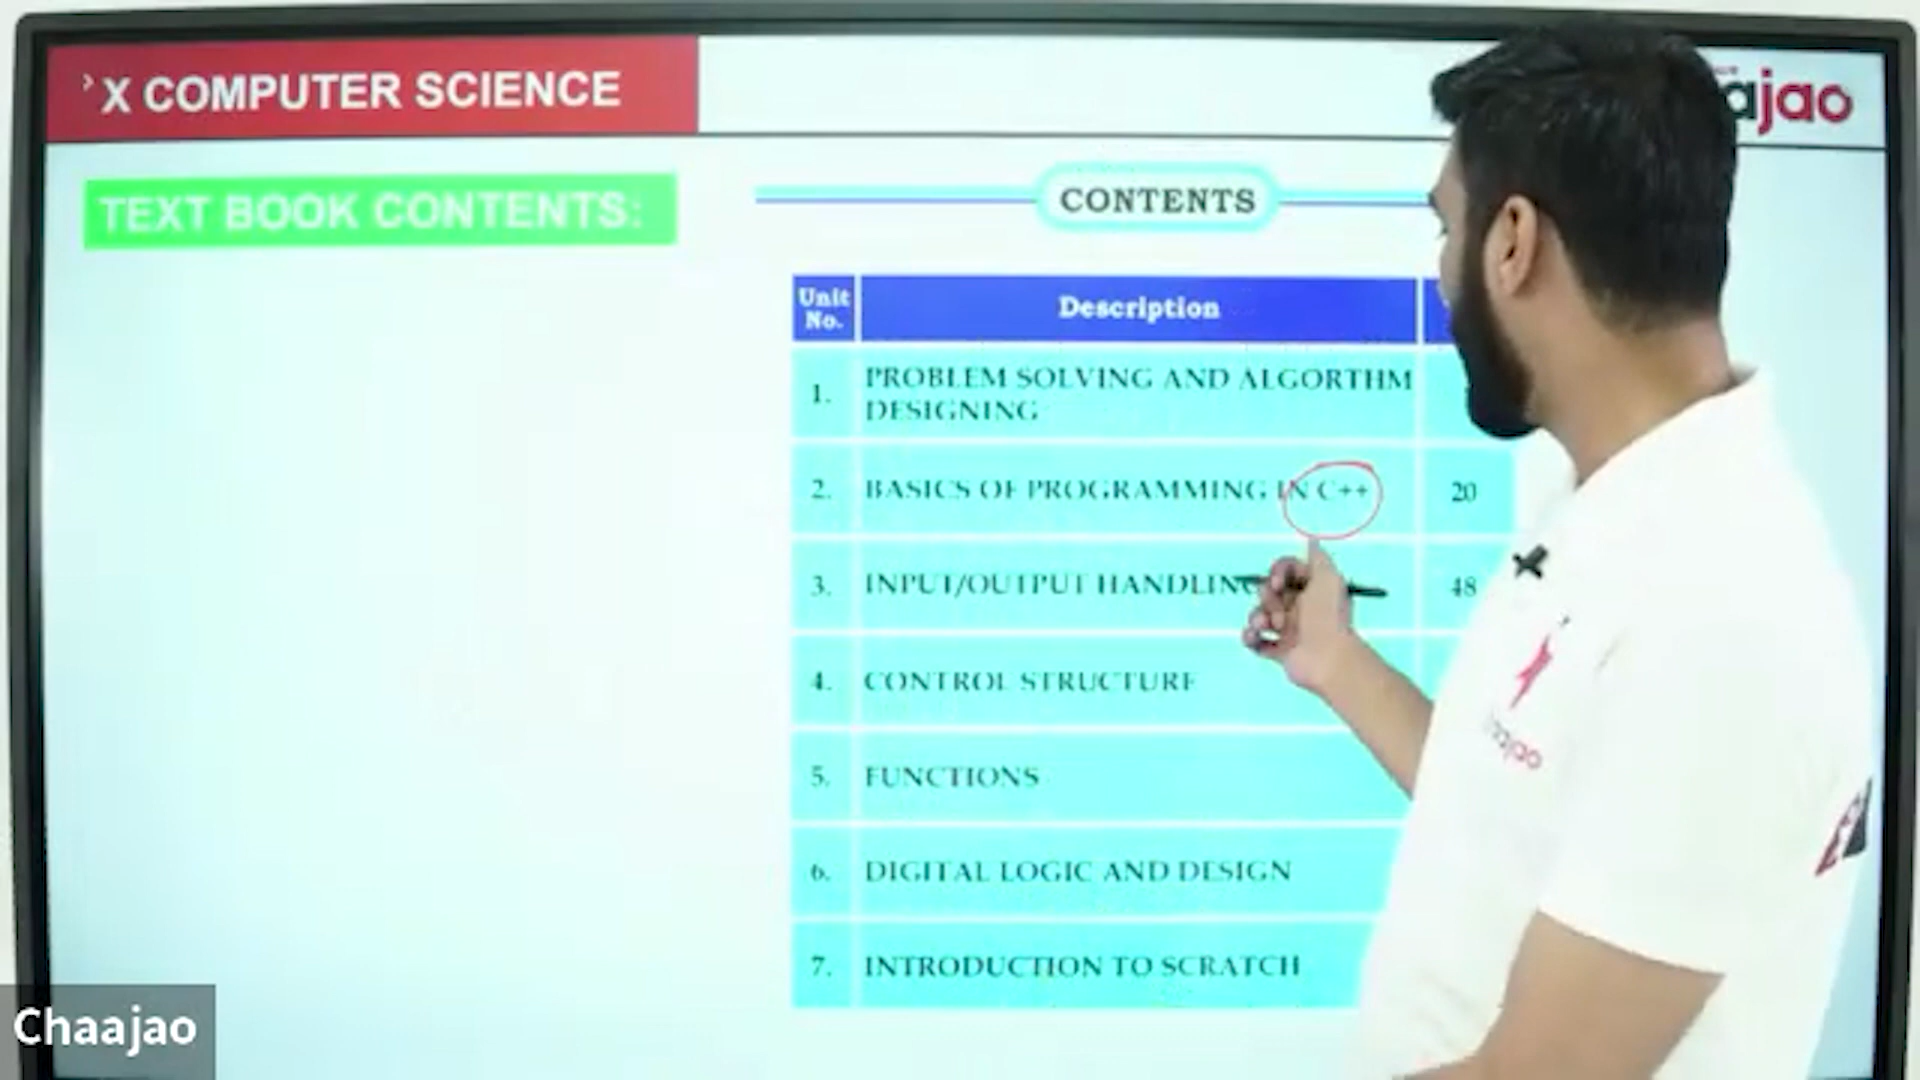 X COMPUTER SCIENCE
ajao
TEXT BOOK CONTENTS:
CONTENTS
Unit No.
Description
1. PROBLEM SOLVING AND ALGORTHM
DESIGNING
2. BASICS OF PROGRAMMING IN C++ 20
3. INPUT/OUTPUT HANDLING 48
4. CONTROL STRUCTURE
5. FUNCTIONS
6. DIGITAL LOGIC AND DESIGN
7. INTRODUCTION TO SCRATCH
ajao
Chaajao